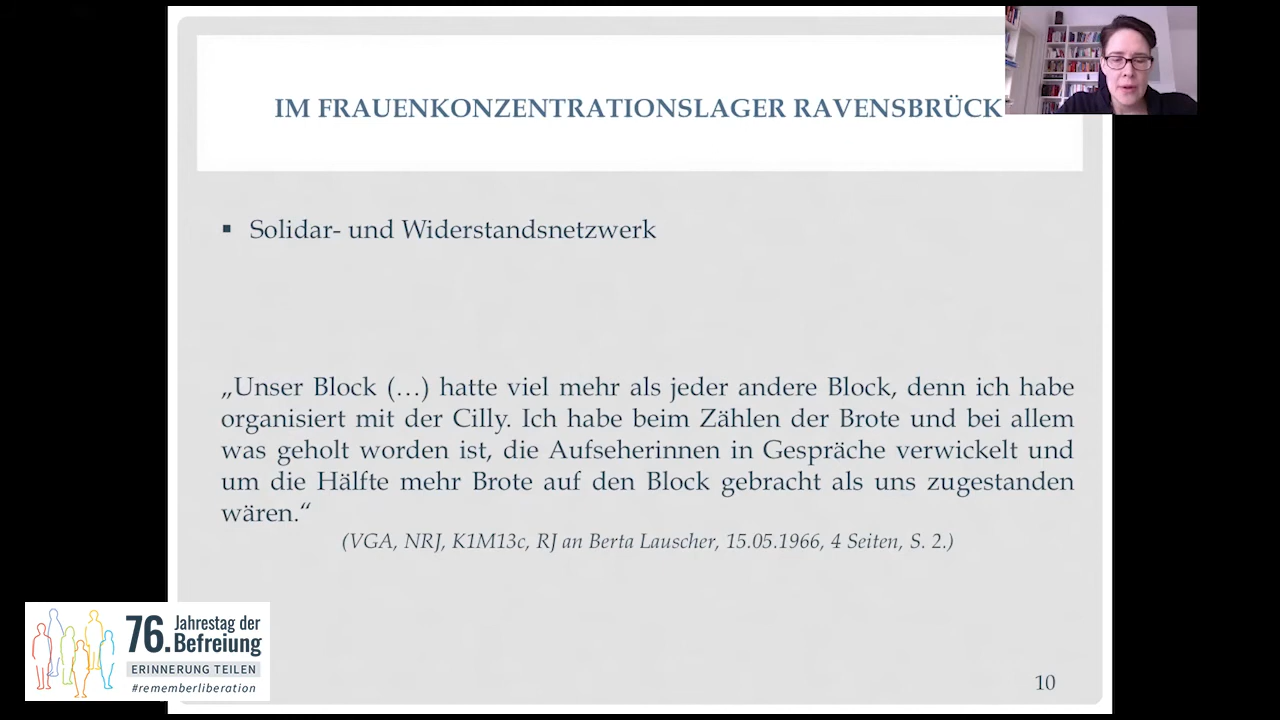 IM FRAUENKONZENTRATIONSLAGER RAVENSBRÜCK
▪ Solidar- und Widerstandsnetzwerk
„Unser Block (…) hatte viel mehr als jeder andere Block, denn ich habe
organisiert mit der Cilly. Ich habe beim Zählen der Brote und bei allem
was geholt worden ist, die Aufseherinnen in Gespräche verwickelt und
um die Hälfte mehr Brote auf den Block gebracht als uns zugestanden
wären.“
(VGA, NRJ, K1M13c, RJ an Berta Lauscher, 15.05.1966, 4 Seiten, S. 2.)
76. Jahrestag der
Befreiung
ERINNERUNG TEILEN
#rememberliberation
10